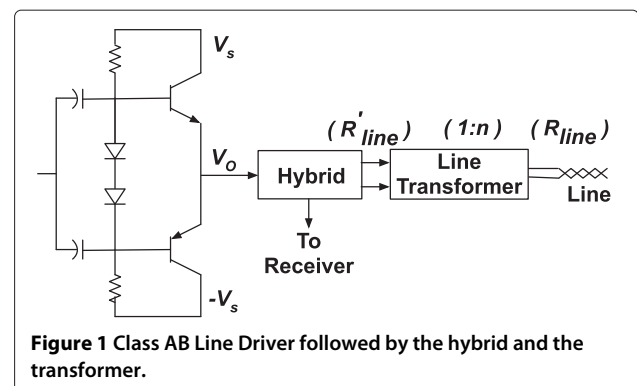 V_s
(R'_line) (1:n) (R_line)
V_O
Hybrid
Line
Transformer
Line
To
Receiver
-V_s
Figure 1 Class AB Line Driver followed by the hybrid and the
transformer.